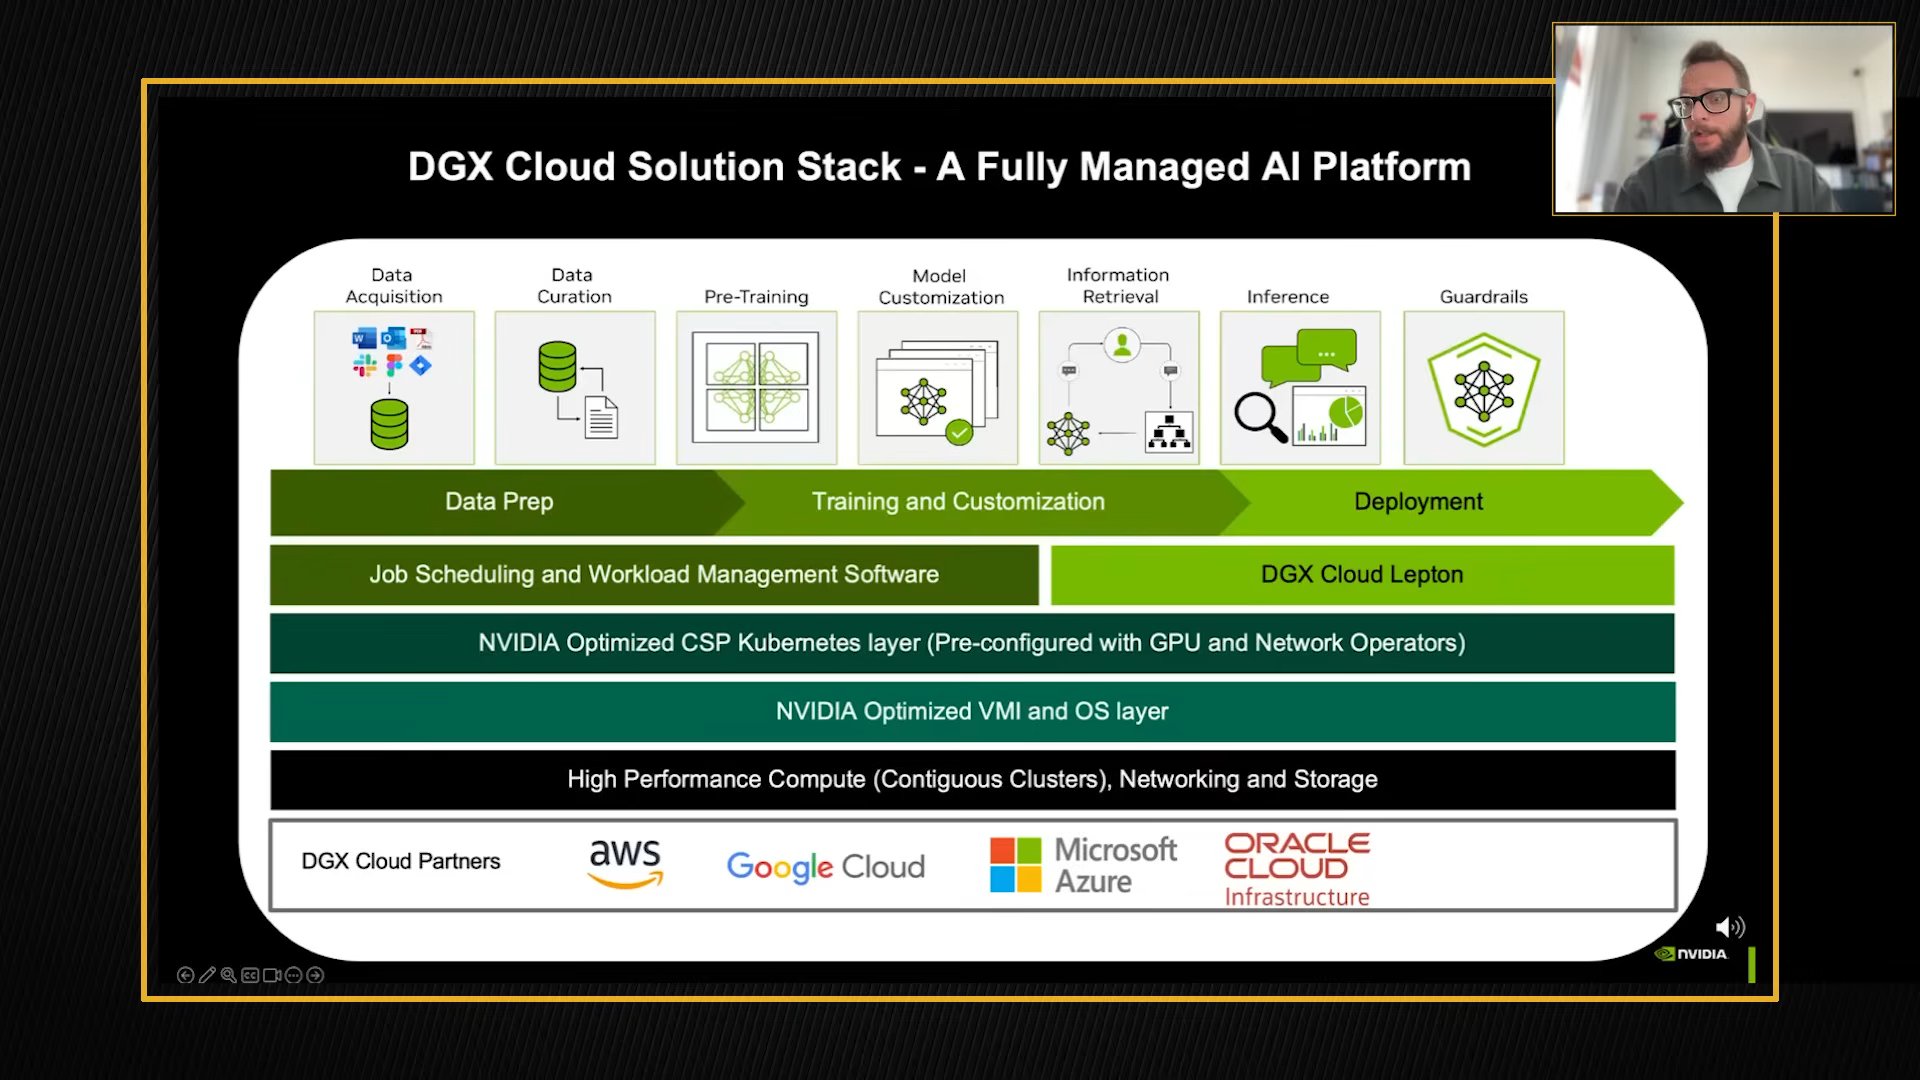 DGX Cloud Solution Stack - A Fully Managed AI Platform
Data
Acquisition
Data
Curation
Pre-Training
Model
Customization
Information
Retrieval
Inference
Guardrails
Data Prep
Training and Customization
Deployment
Job Scheduling and Workload Management Software
DGX Cloud Lepton
NVIDIA Optimized CSP Kubernetes layer (Pre-configured with GPU and Network Operators)
NVIDIA Optimized VMI and OS layer
High Performance Compute (Contiguous Clusters), Networking and Storage
DGX Cloud Partners
aws
Google Cloud
Microsoft
Azure
ORACLE
CLOUD
Infrastructure
NVIDIA